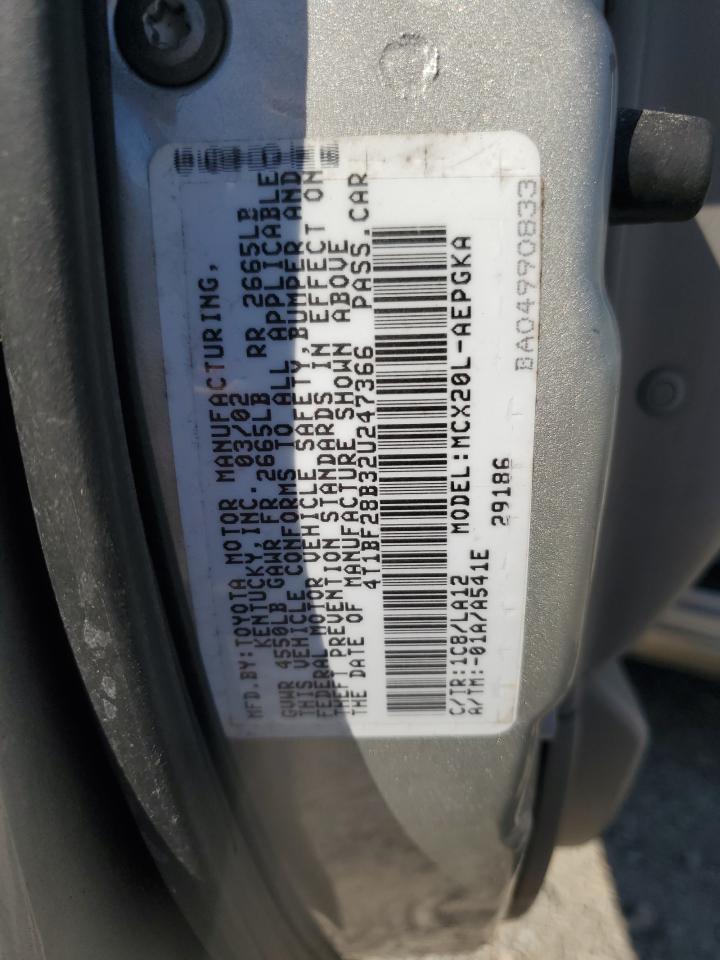 MFD.BY:TOYOTA MOTOR MANUFACTURING,
KENTUCKY,INC. 03/02
GVWR 4550LB GAWR FR 2665LB RR 2665LB
THIS VEHICLE CONFORMS TO ALL APPLICABLE
FEDERAL MOTOR VEHICLE SAFETY,BUMPER AND
THEFT PREVENTION STANDARDS IN EFFECT ON
THE DATE OF MANUFACTURE SHOWN ABOVE
4T1BF28B32U247366 PASS.CAR
C/TR:1C8/LA12 MODEL:MCX20L-AEPGKA
A/TM:-01A/A541E
29186
BA04990833